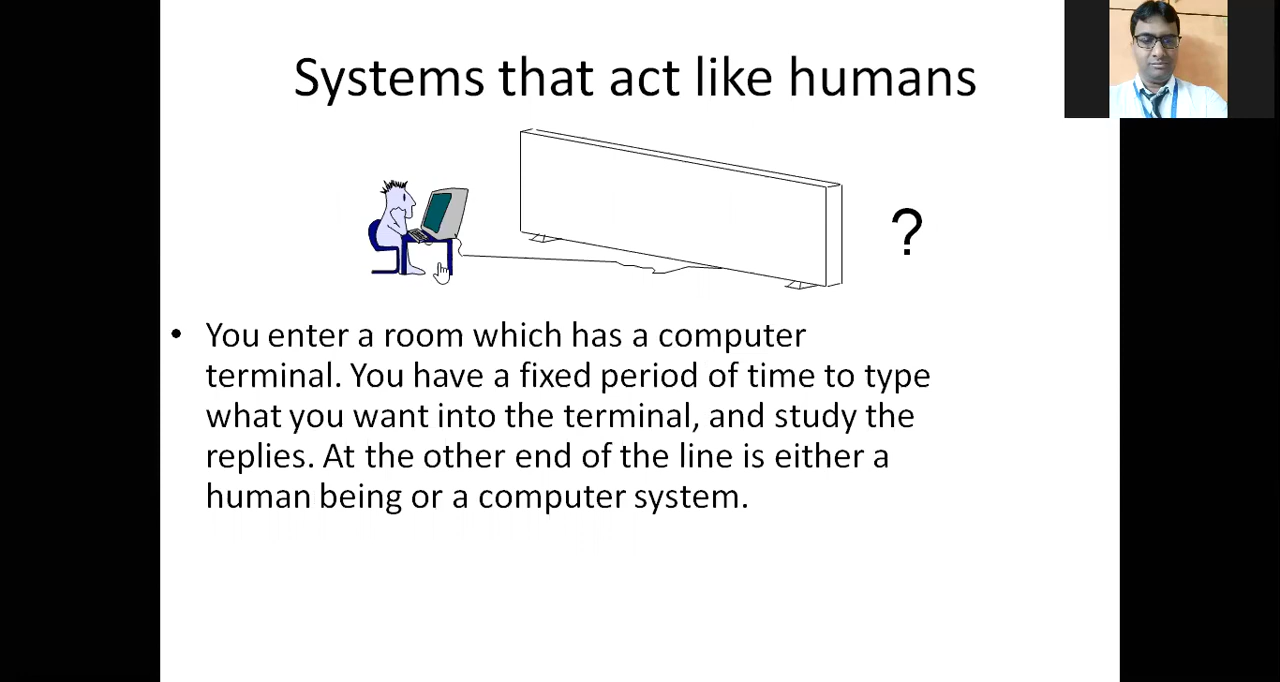 Systems that act like humans
?
• You enter a room which has a computer
terminal. You have a fixed period of time to type
what you want into the terminal, and study the
replies. At the other end of the line is either a
human being or a computer system.